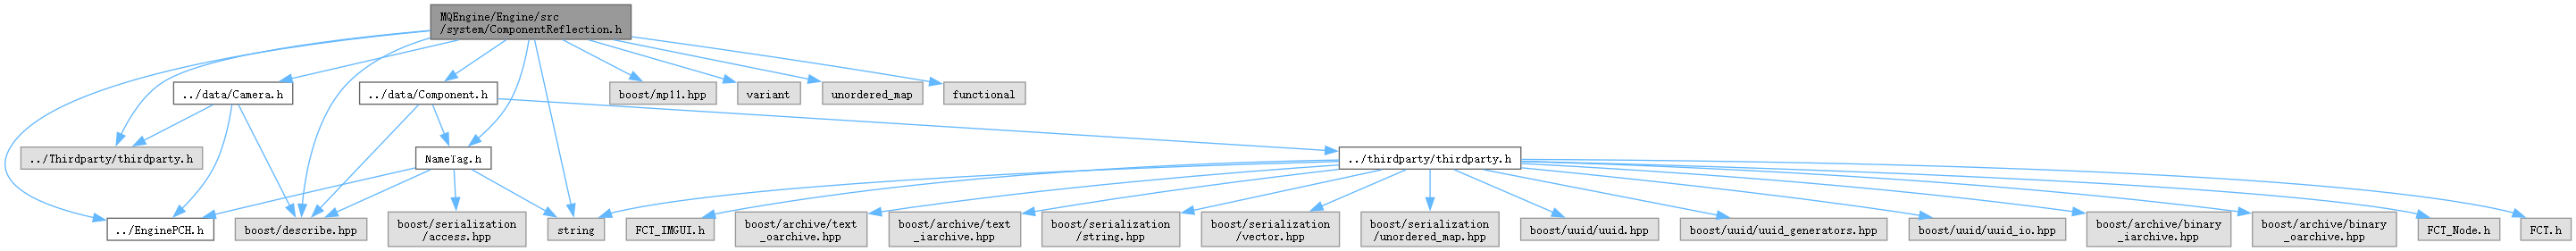 MQEngine/Engine/src
/system/ComponentReflection.h
../data/Camera.h
../data/Component.h
boost/mp11.hpp
variant
unordered_map
functional
../Thirdparty/thirdparty.h
NameTag.h
../thirdparty/thirdparty.h
../EnginePCH.h
boost/describe.hpp
boost/serialization
/access.hpp
string
FCT_IMGUI.h
boost/archive/text
_oarchive.hpp
boost/archive/text
_iarchive.hpp
boost/serialization
/string.hpp
boost/serialization
/vector.hpp
boost/serialization
/unordered_map.hpp
boost/uuid/uuid.hpp
boost/uuid/uuid_generators.hpp
boost/uuid/uuid_io.hpp
boost/archive/binary
_iarchive.hpp
boost/archive/binary
_oarchive.hpp
FCT_Node.h
FCT.h